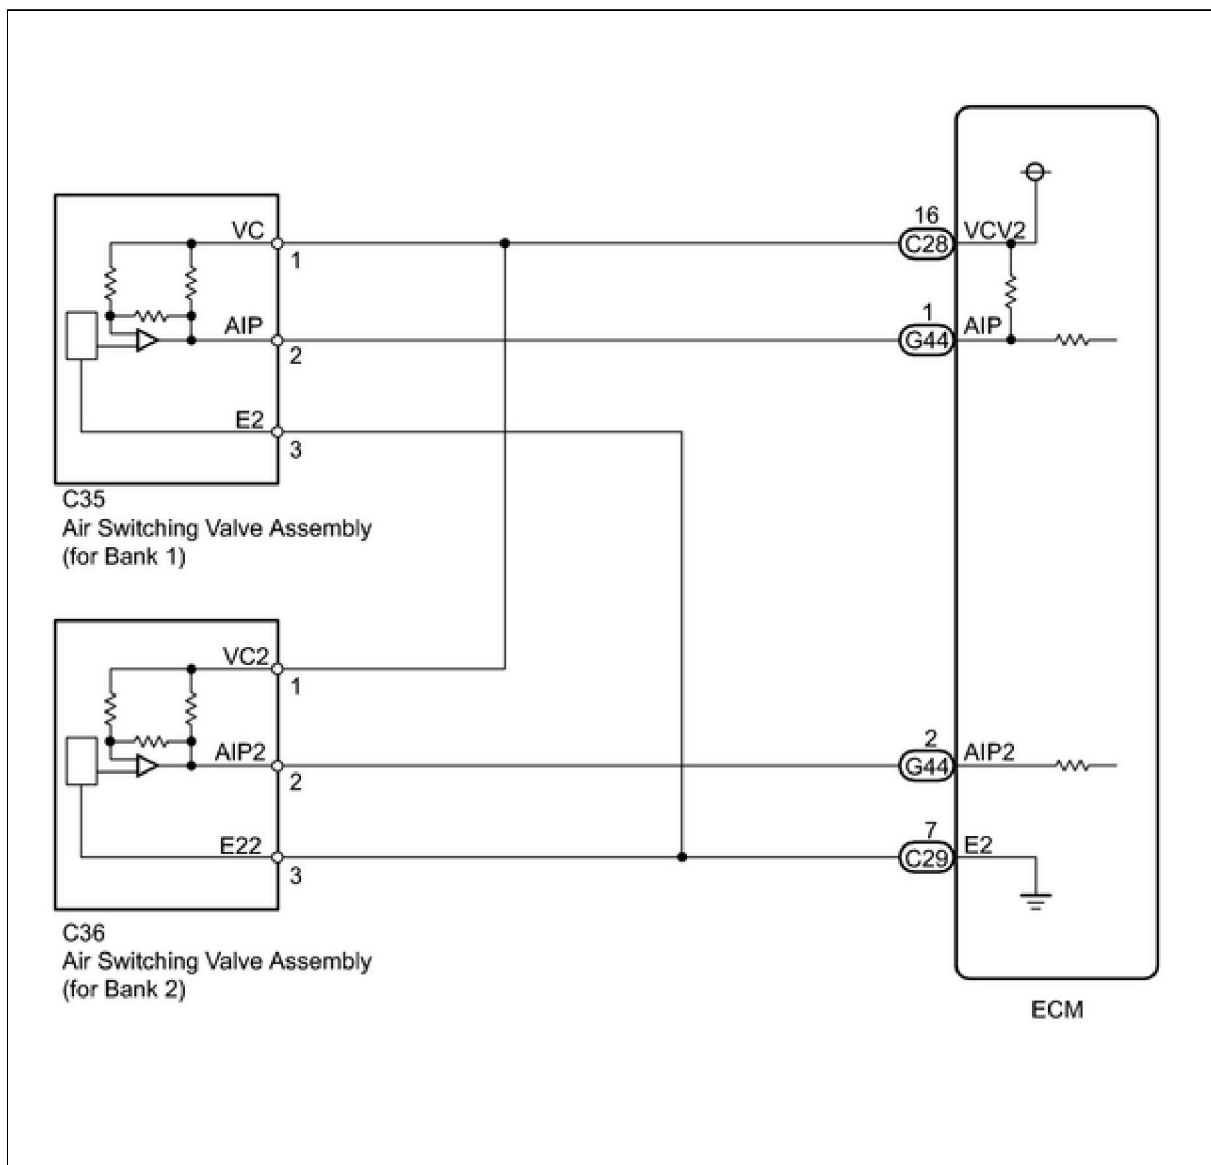 VC
1
16
C28
VCV2
AIP
2
1
G44
AIP
E2
3
C35
Air Switching Valve Assembly
(for Bank 1)
VC2
1
AIP2
2
2
G44
AIP2
E22
3
7
C29
E2
C36
Air Switching Valve Assembly
(for Bank 2)
ECM